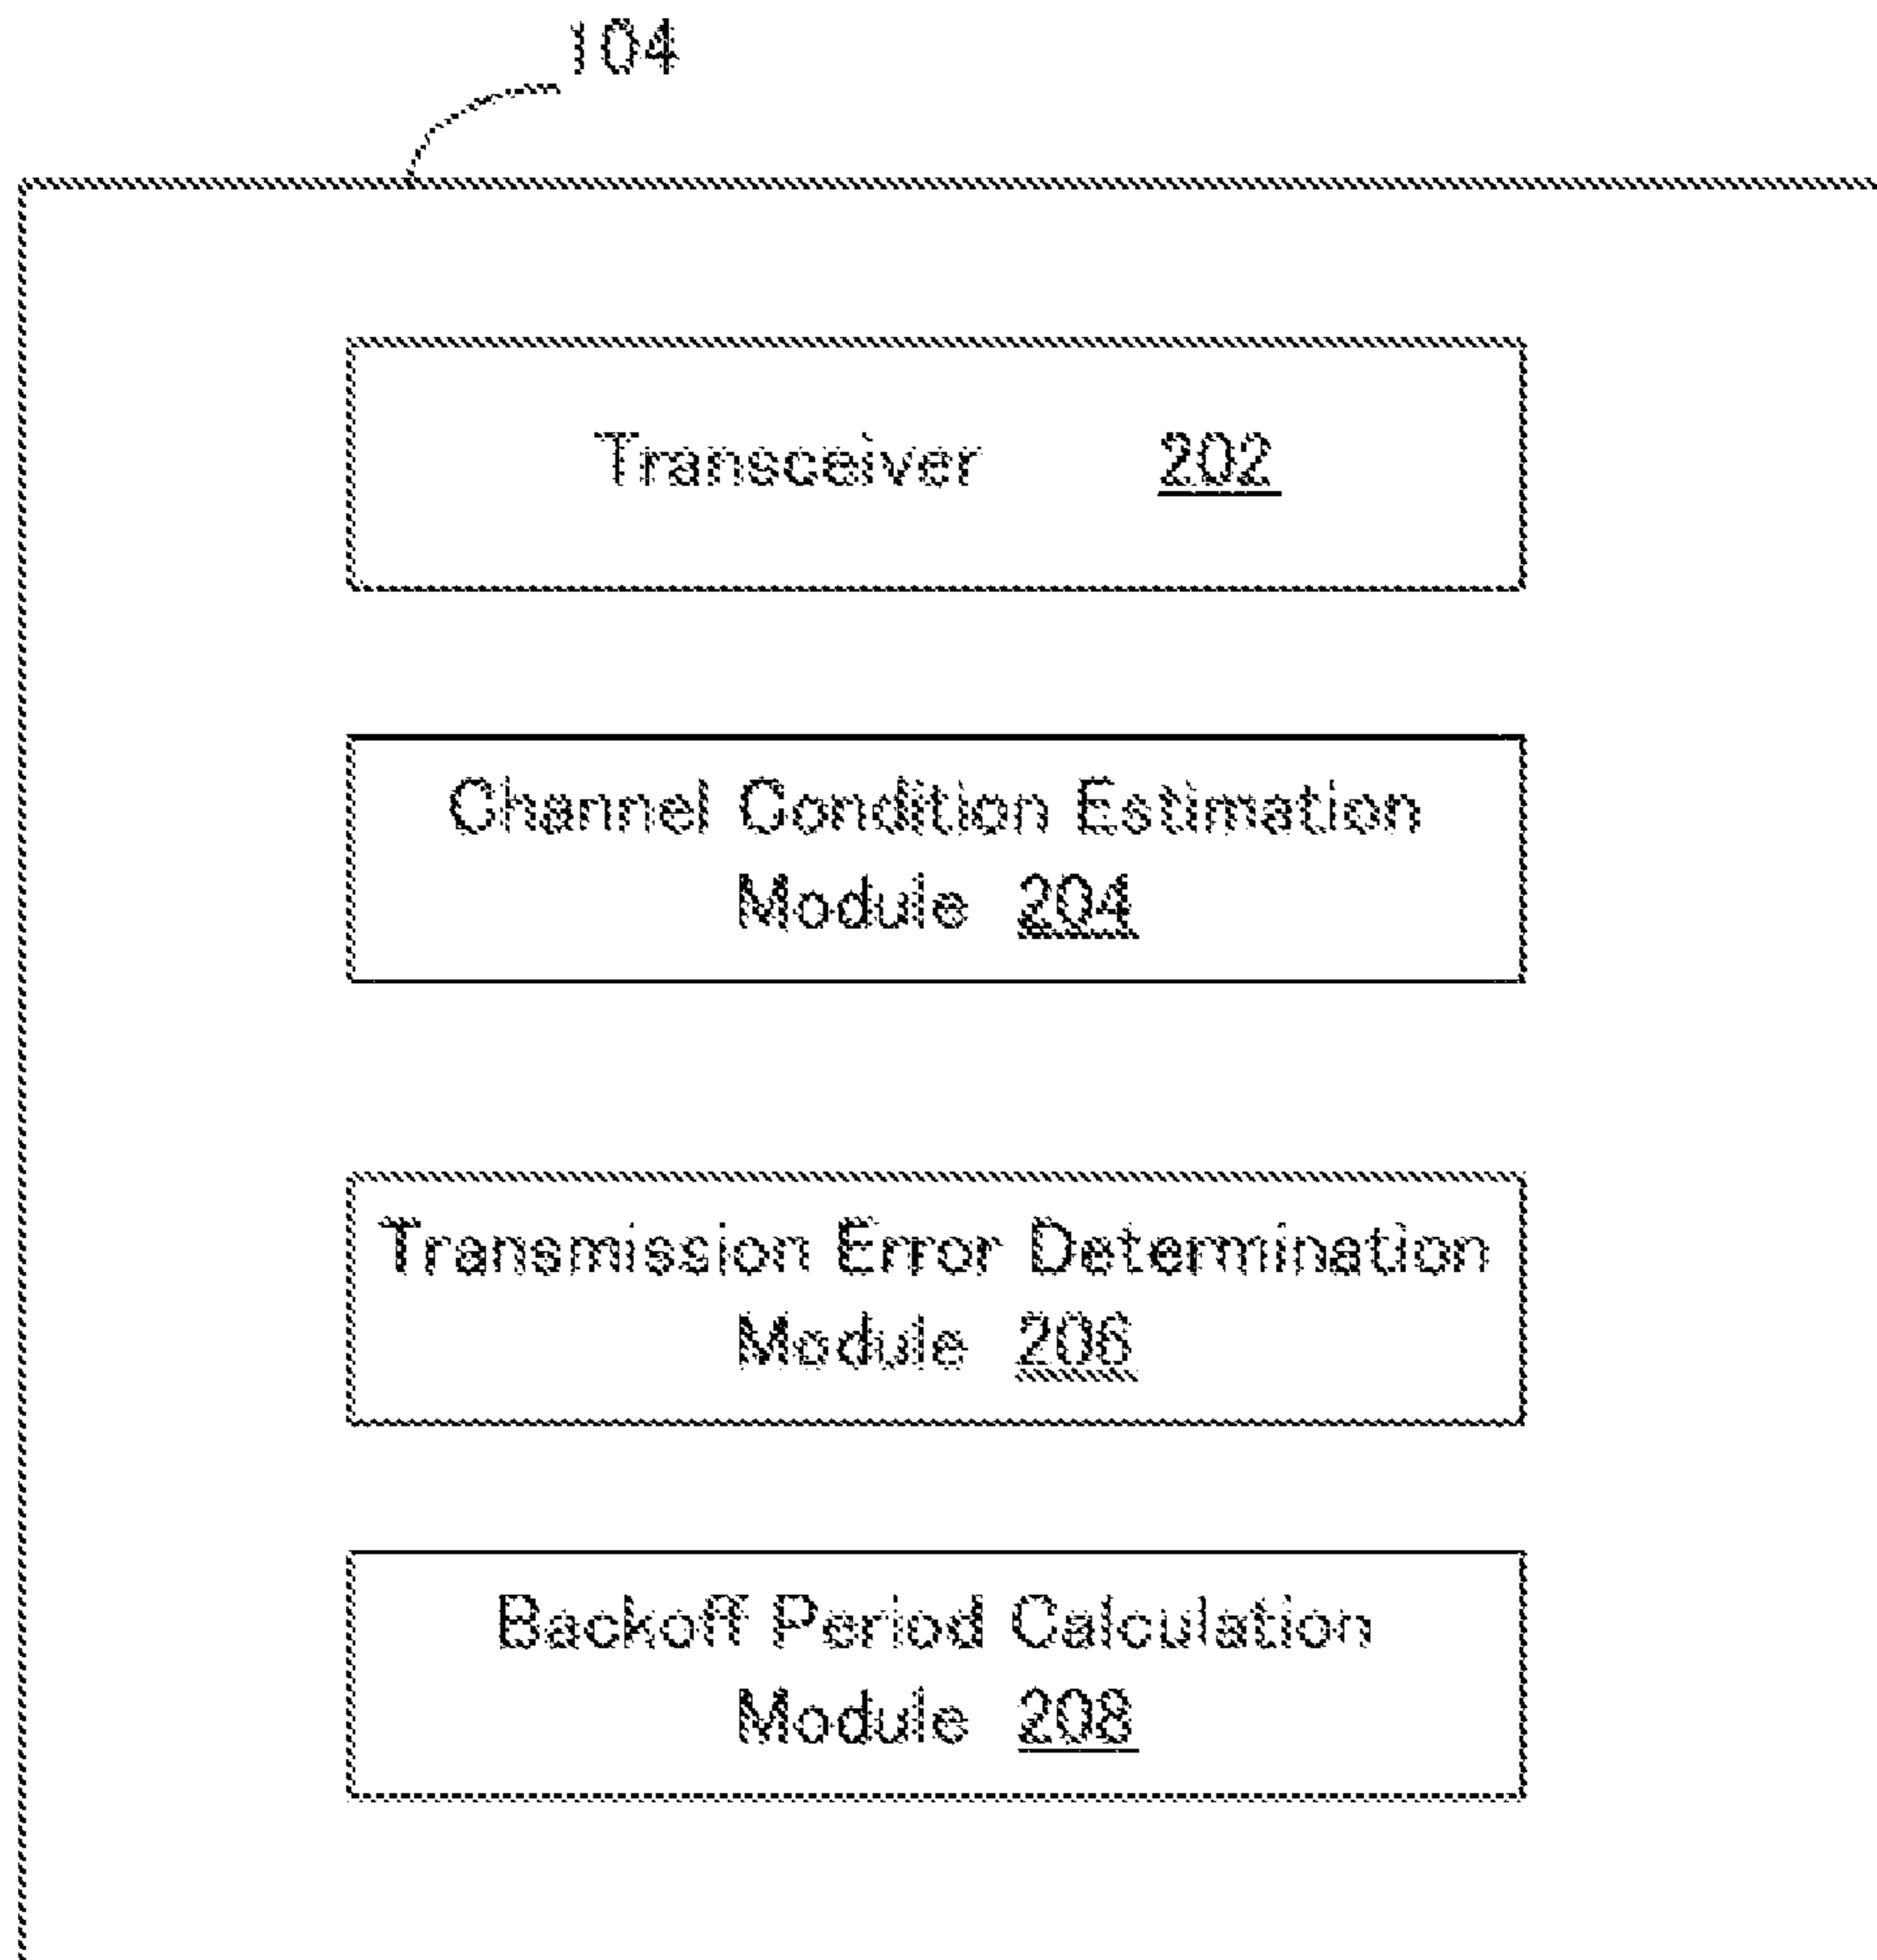 104
Transceiver 202
Channel Condition Estimation
Module 204
Transmission Error Determination
Module 206
Backoff Period Calculation
Module 208